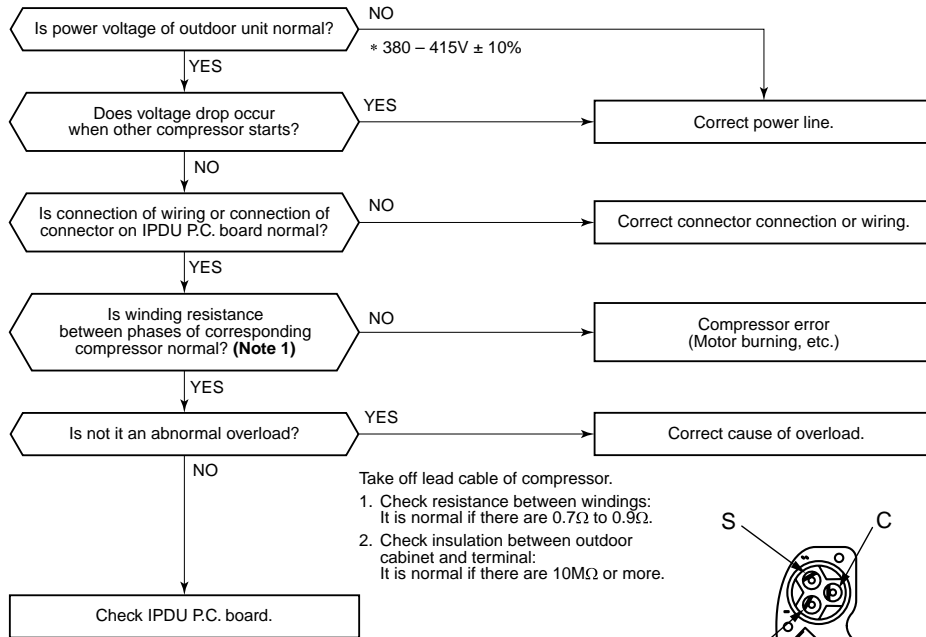 Is power voltage of outdoor unit normal?
NO
* 380 – 415V ± 10%
YES
Does voltage drop occur
when other compressor starts?
YES
Correct power line.
NO
Is connection of wiring or connection of
connector on IPDU P.C. board normal?
NO
Correct connector connection or wiring.
YES
Is winding resistance
between phases of corresponding
compressor normal? (Note 1)
NO
Compressor error
(Motor burning, etc.)
YES
Is not it an abnormal overload?
YES
Correct cause of overload.
NO
Take off lead cable of compressor.
1. Check resistance between windings:
It is normal if there are 0.7Ω to 0.9Ω.
2. Check insulation between outdoor
cabinet and terminal:
It is normal if there are 10MΩ or more.
S
C
Check IPDU P.C. board.